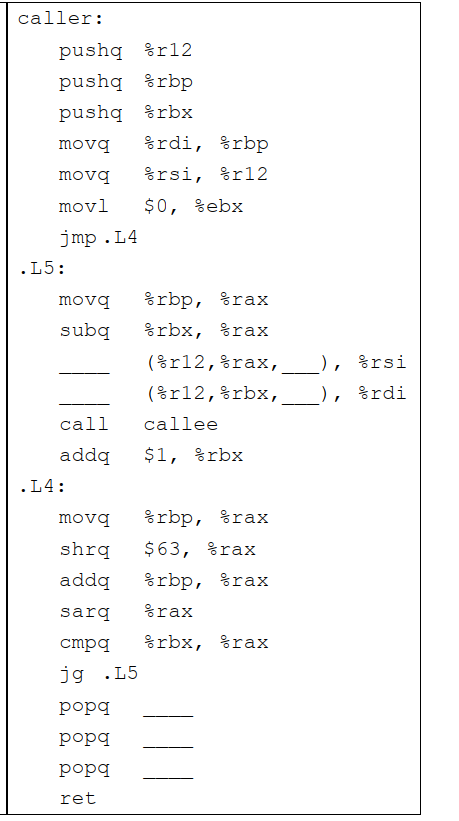 caller:
pushq %r12
pushq %rbp
pushq %rbx
movq %rdi, %rbp
movq %rsi, %r12
movl $0, %ebx
jmp .L4
.L5:
movq %rbp, %rax
subq %rbx, %rax
____ (%r12,%rax,___), %rsi
____ (%r12,%rbx,___), %rdi
call callee
addq $1, %rbx
.L4:
movq %rbp, %rax
shrq $63, %rax
addq %rbp, %rax
sarq %rax
cmpq %rbx, %rax
jg .L5
popq ____
popq ____
popq ____
ret